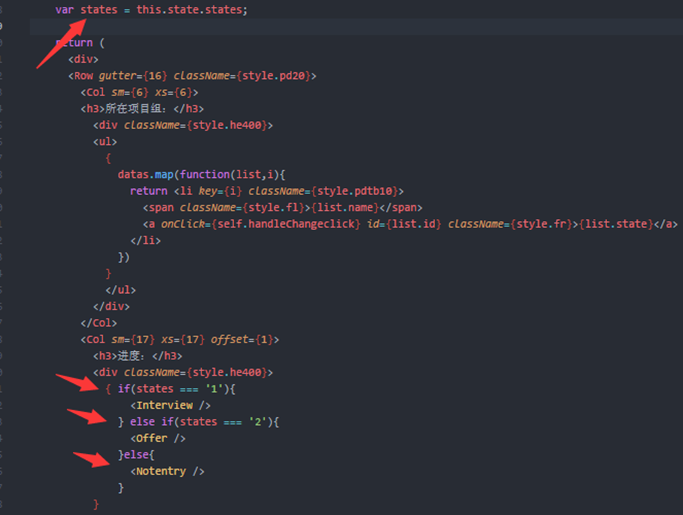 var states = this.state.states;
return (
<div>
<Row gutter={16} className={style.pd20}>
<Col sm={6} xs={6}>
<h3>所在项目组：</h3>
<div className={style.he400}>
<ul>
{
datas.map(function(list,i){
return <li key={i} className={style.pdtb10}>
<span className={style.fl}>{list.name}</span>
<a onClick={self.handleChangeclick} id={list.id} className={style.fr}>{list.state}</a>
</li>
})
}
</ul>
</div>
</Col>
<Col sm={17} xs={17} offset={1}>
<h3>进度：</h3>
<div className={style.he400}>
{ if(states === '1'){
<Interview />
} else if(states === '2'){
<Offer />
}else{
<Notentry />
}
}